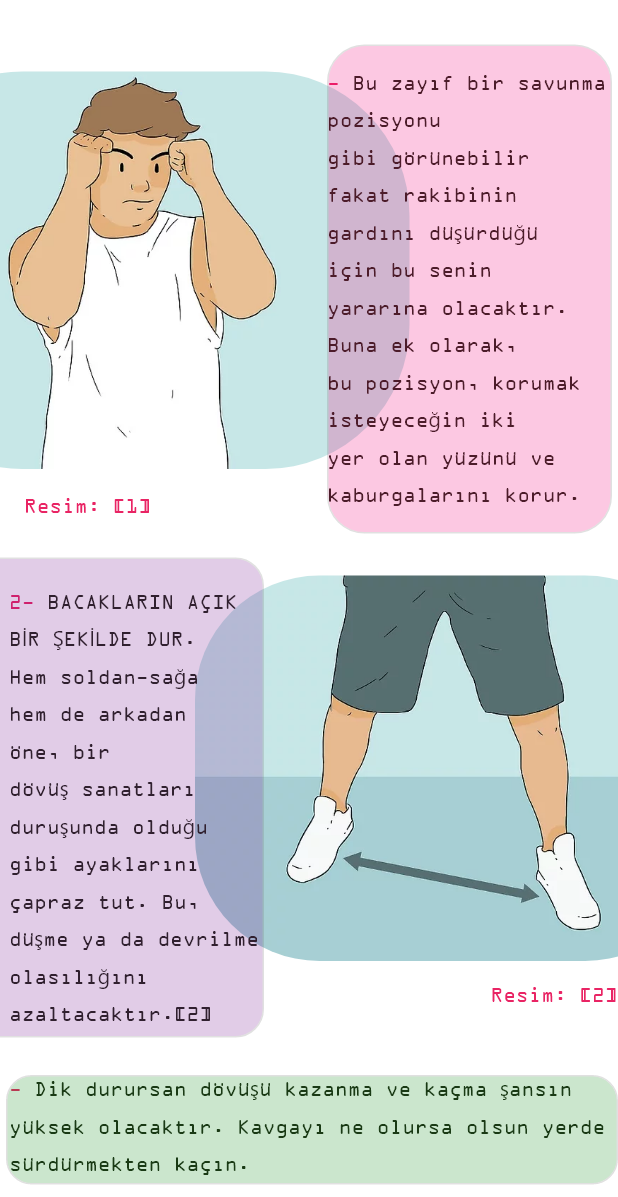 - Bu zayıf bir savunma
pozisyonu
gibi görünebilir
fakat rakibinin
gardını düşürdüğü
için bu senin
yararına olacaktır.
Buna ek olarak,
bu pozisyon, korumak
isteyeceğin iki
yer olan yüzünü ve
kaburgalarını korur.
Resim: [1]
2- BACAKLARIN AÇIK
BİR ŞEKİLDE DUR.
Hem soldan-sağa
hem de arkadan
öne, bir
dövüş sanatları
duruşunda olduğu
gibi ayaklarını
çapraz tut. Bu,
düşme ya da devrilme
olasılığını
azaltacaktır.[2]
Resim: [2]
- Dik durursan dövüşü kazanma ve kaçma şansın
yüksek olacaktır. Kavgayı ne olursa olsun yerde
sürdürmekten kaçın.